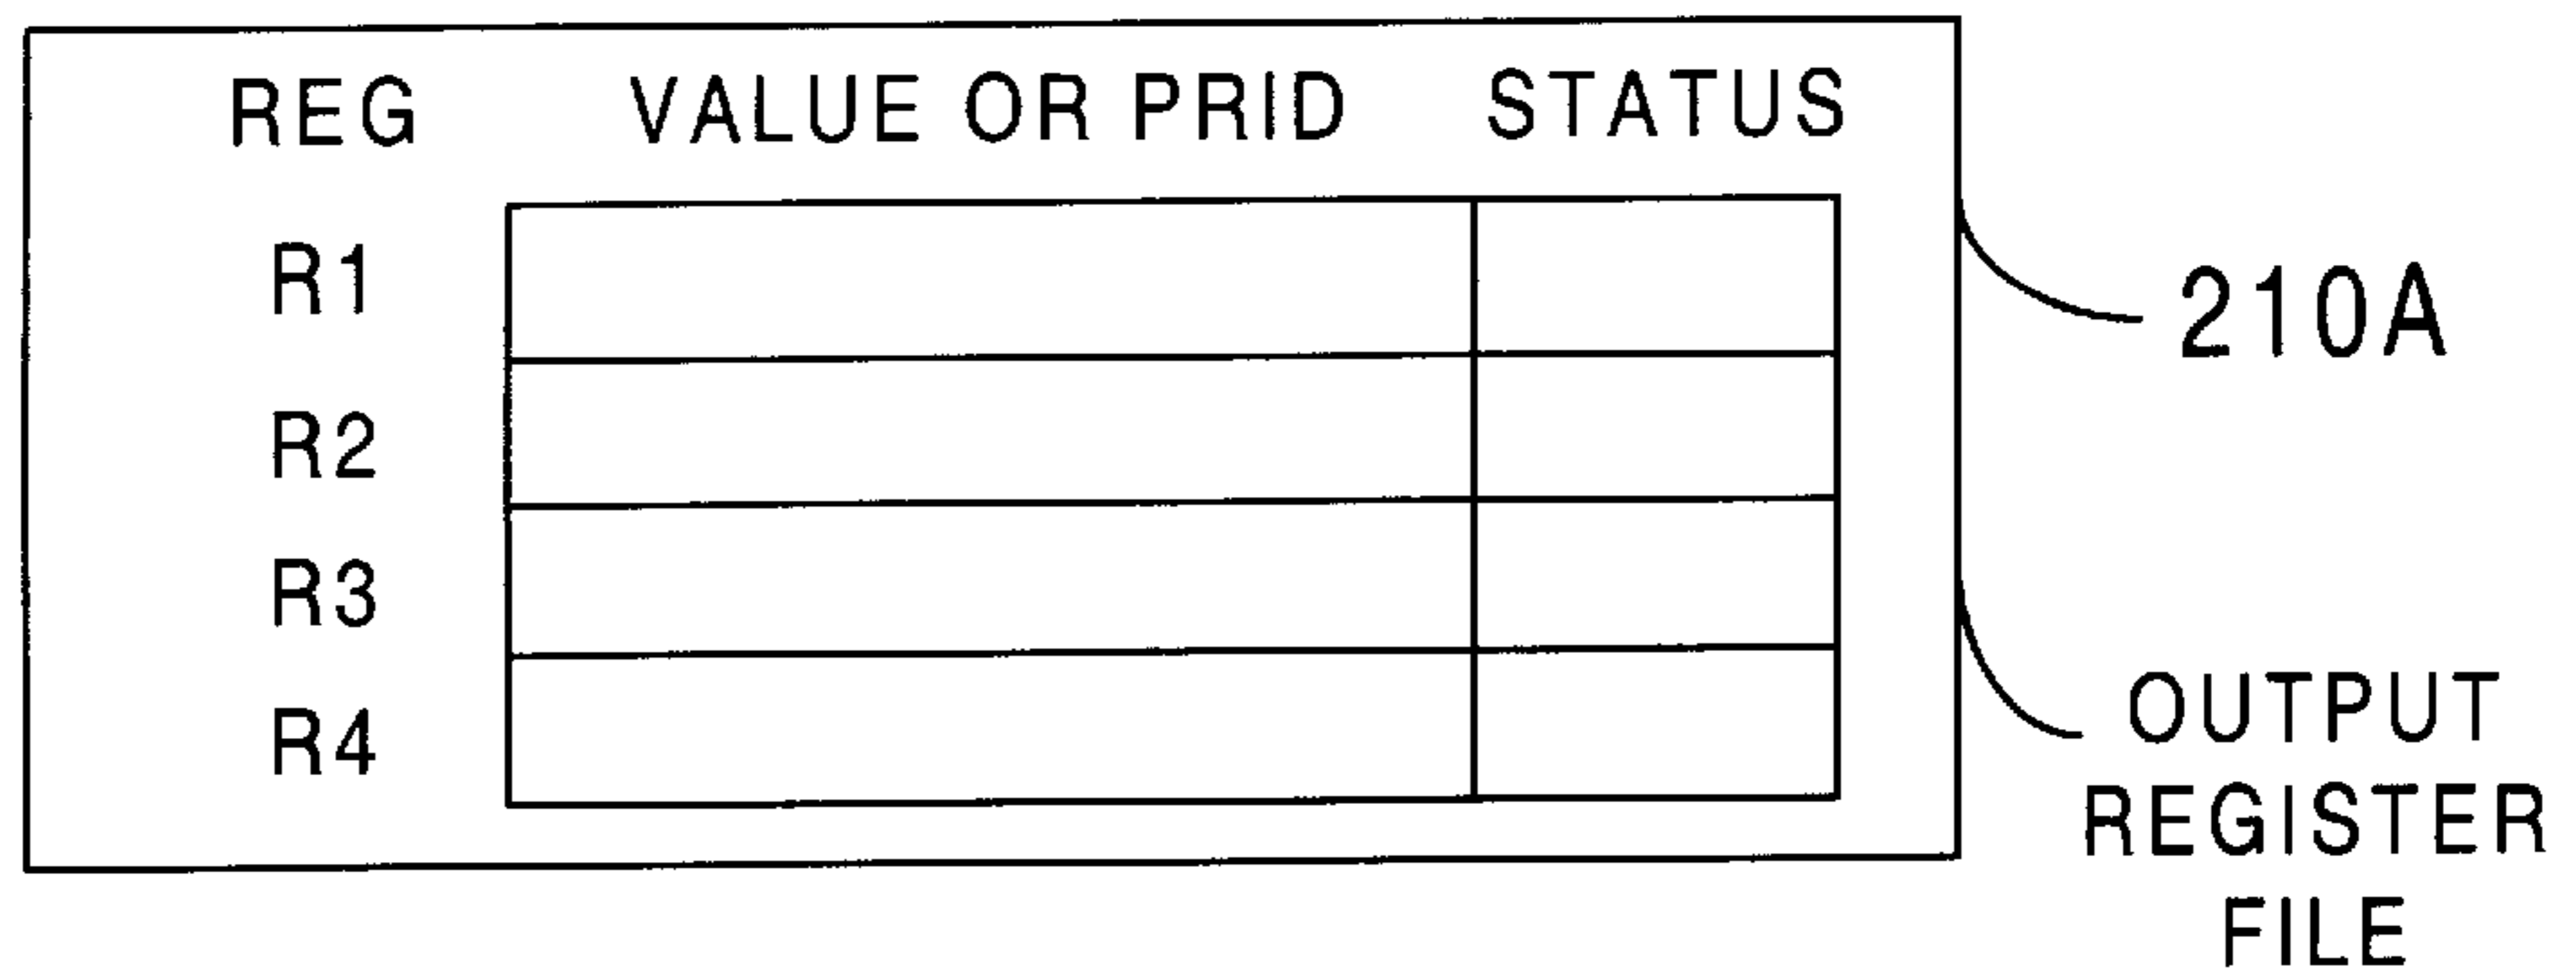 REG VALUE OR PRID STATUS
R1
R2
R3
R4
210A
OUTPUT
REGISTER
FILE